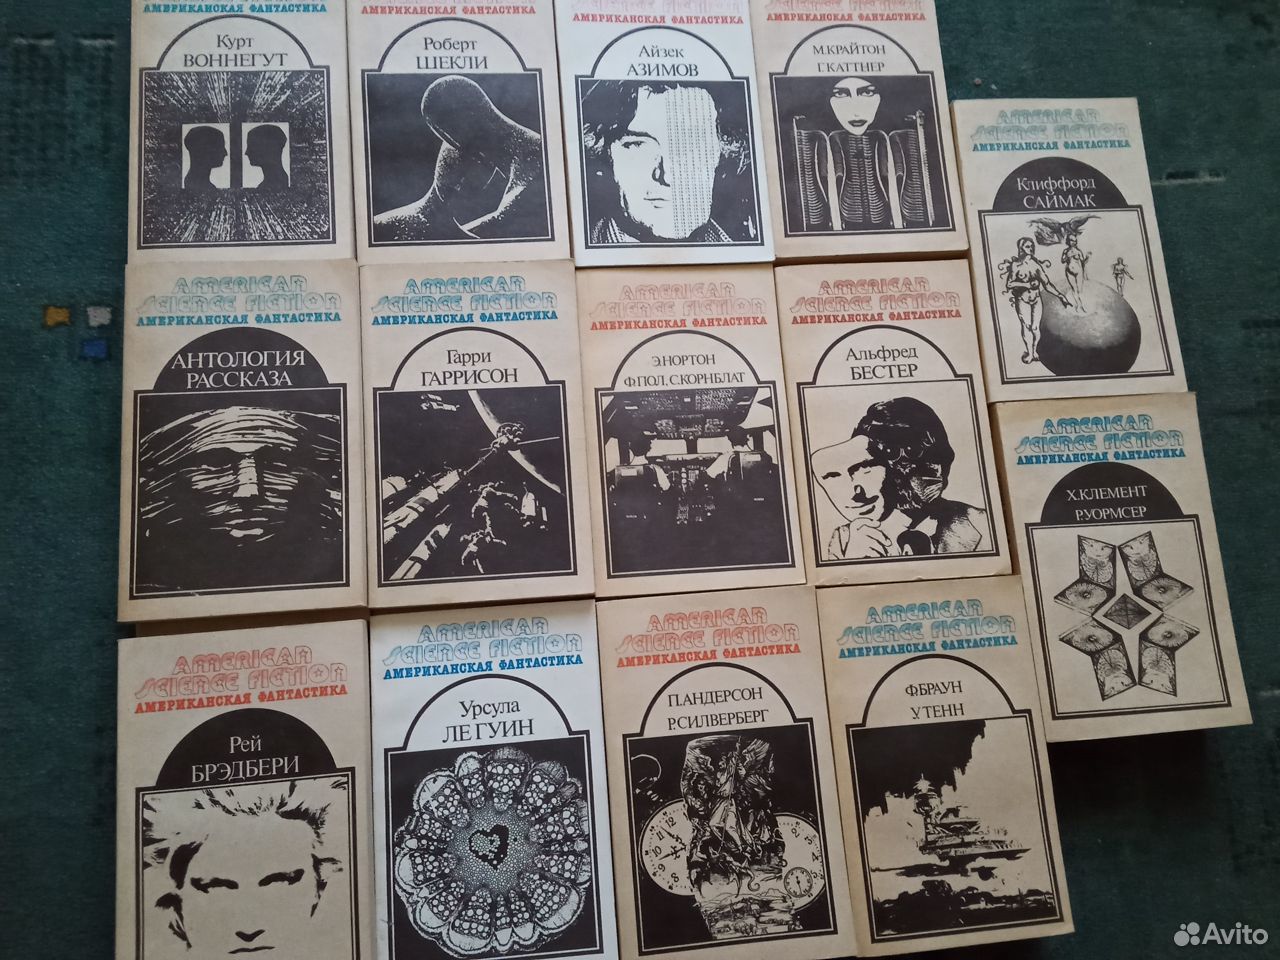 АМЕРИКАНСКАЯ ФАНТАСТИКА
Курт
ВОННЕГУТ
АМЕРИКАНСКАЯ ФАНТАСТИКА
Роберт
ШЕКЛИ
SCIENCE FICTION
АМЕРИКАНСКАЯ ФАНТАСТИКА
Айзек
АЗИМОВ
SCIENCE FICTION
АМЕРИКАНСКАЯ ФАНТАСТИКА
М.КРАЙТОН
Г.КАТТНЕР
AMERICAN
SCIENCE FICTION
АМЕРИКАНСКАЯ ФАНТАСТИКА
Клиффорд
САЙМАК
AMERICAN
SCIENCE FICTION
АМЕРИКАНСКАЯ ФАНТАСТИКА
АНТОЛОГИЯ
РАССКАЗА
AMERICAN
SCIENCE FICTION
АМЕРИКАНСКАЯ ФАНТАСТИКА
Гарри
ГАРРИСОН
AMERICAN
SCIENCE FICTION
АМЕРИКАНСКАЯ ФАНТАСТИКА
Э.НОРТОН
Ф.ПОЛ, С.КОРНБЛАТ
AMERICAN
SCIENCE FICTION
АМЕРИКАНСКАЯ ФАНТАСТИКА
Альфред
БЕСТЕР
AMERICAN
SCIENCE FICTION
АМЕРИКАНСКАЯ ФАНТАСТИКА
Х.КЛЕМЕНТ
Р.УОРМСЕР
AMERICAN
SCIENCE FICTION
АМЕРИКАНСКАЯ ФАНТАСТИКА
Рей
БРЭДБЕРИ
AMERICAN
SCIENCE FICTION
АМЕРИКАНСКАЯ ФАНТАСТИКА
Урсула
ЛЕ ГУИН
AMERICAN
SCIENCE FICTION
АМЕРИКАНСКАЯ ФАНТАСТИКА
П.АНДЕРСОН
Р.СИЛВЕРБЕРГ
AMERICAN
SCIENCE FICTION
АМЕРИКАНСКАЯ ФАНТАСТИКА
Ф.БРАУН
У.ТЕНН
Avito